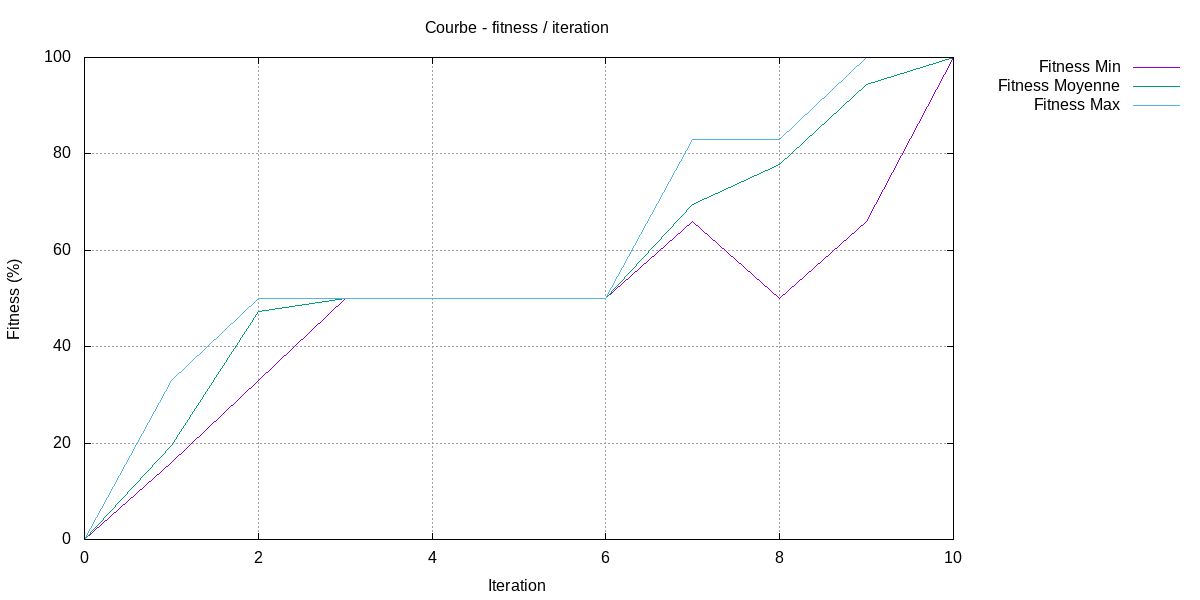 Courbe - fitness / iteration
Fitness Min
Fitness Moyenne
Fitness Max
100
80
60
40
20
0
Fitness (%)
0 2 4 6 8 10
Iteration